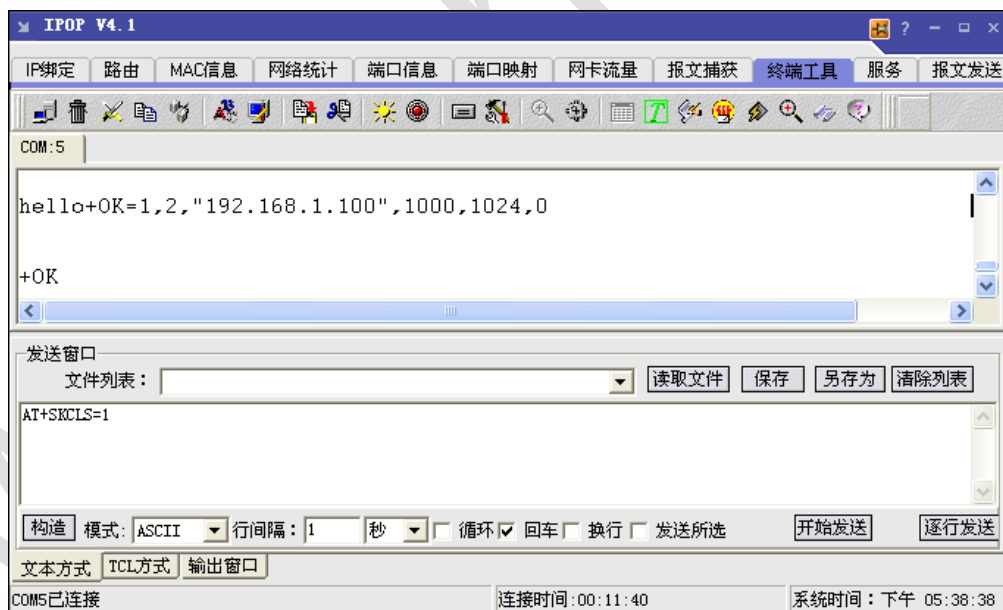 IPOP V4.1
IP绑定 路由 MAC信息 网络统计 端口信息 端口映射 网卡流量 报文捕获 终端工具 服务 报文发送
COM:5
hello+OK=1,2,"192.168.1.100",1000,1024,0
+OK
发送窗口
文件列表： 读取文件 保存 另存为 清除列表
AT+SKCLS=1
构造 模式: ASCII 行间隔：1 秒 循环 回车 换行 发送所选 开始发送 逐行发送
文本方式 TCL方式 输出窗口
COM5已连接 连接时间:00:11:40 系统时间：下午 05:38:38